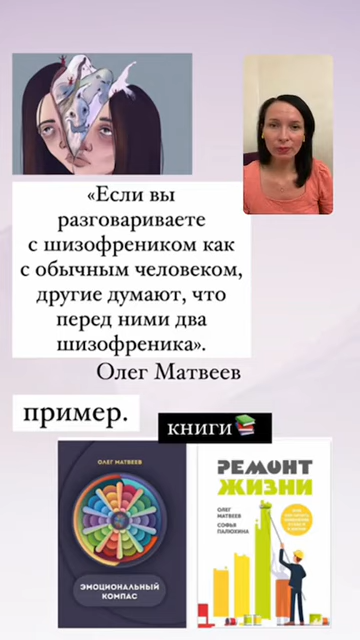 «Если вы
разговариваете
с шизофреником как
с обычным человеком,
другие думают, что
перед ними два
шизофреника».
Олег Матвеев
пример.
книги📚
ОЛЕГ МАТВЕЕВ
ЭМОЦИОНАЛЬНЫЙ
КОМПАС
РЕМОНТ
ЖИЗНИ
ОЛЕГ
МАТВЕЕВ
СОФЬЯ
ПАЛЮХИНА